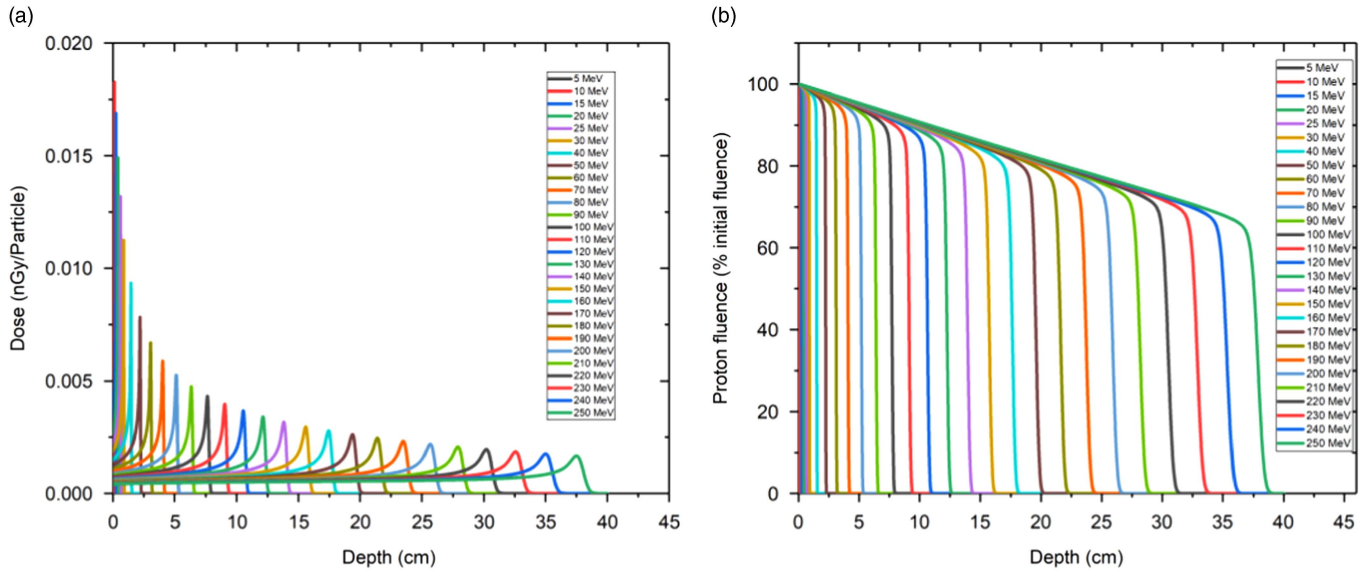 (a)
0.020
0.015
0.010
0.005
0.000
Dose (nGy/Particle)
0 5 10 15 20 25 30 35 40 45
Depth (cm)
5 MeV
10 MeV
15 MeV
20 MeV
25 MeV
30 MeV
40 MeV
50 MeV
60 MeV
70 MeV
80 MeV
90 MeV
100 MeV
110 MeV
120 MeV
130 MeV
140 MeV
150 MeV
160 MeV
170 MeV
180 MeV
190 MeV
200 MeV
210 MeV
220 MeV
230 MeV
240 MeV
250 MeV
(b)
100
80
60
40
20
0
Proton fluence (% initial fluence)
0 5 10 15 20 25 30 35 40 45
Depth (cm)
5 MeV
10 MeV
15 MeV
20 MeV
25 MeV
30 MeV
40 MeV
50 MeV
60 MeV
70 MeV
80 MeV
90 MeV
100 MeV
110 MeV
120 MeV
130 MeV
140 MeV
150 MeV
160 MeV
170 MeV
180 MeV
190 MeV
200 MeV
210 MeV
220 MeV
230 MeV
240 MeV
250 MeV